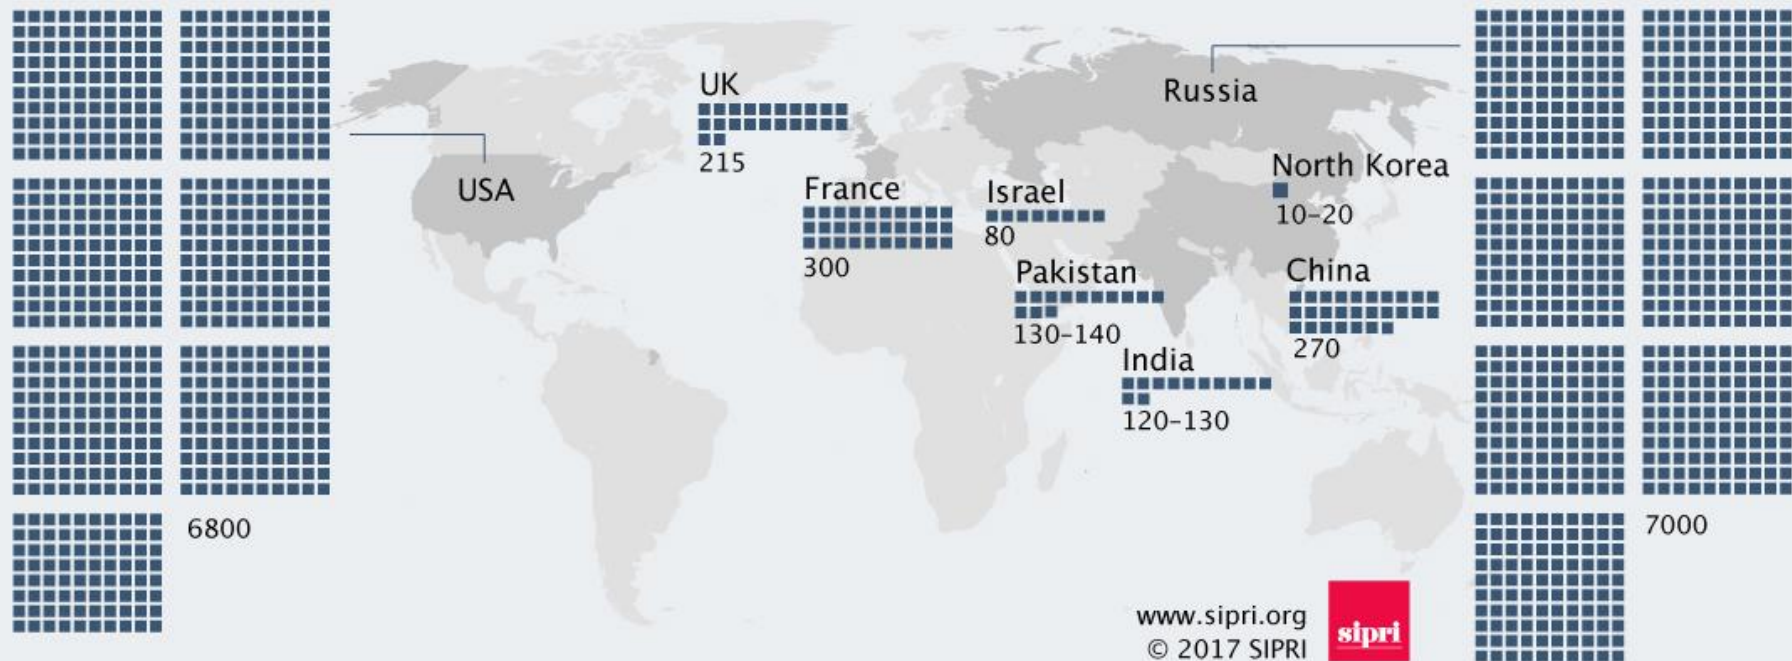 UK
215
USA
6800
France
300
Israel
80
Pakistan
130–140
India
120–130
Russia
7000
North Korea
10–20
China
270
www.sipri.org
© 2017 SIPRI
sipri